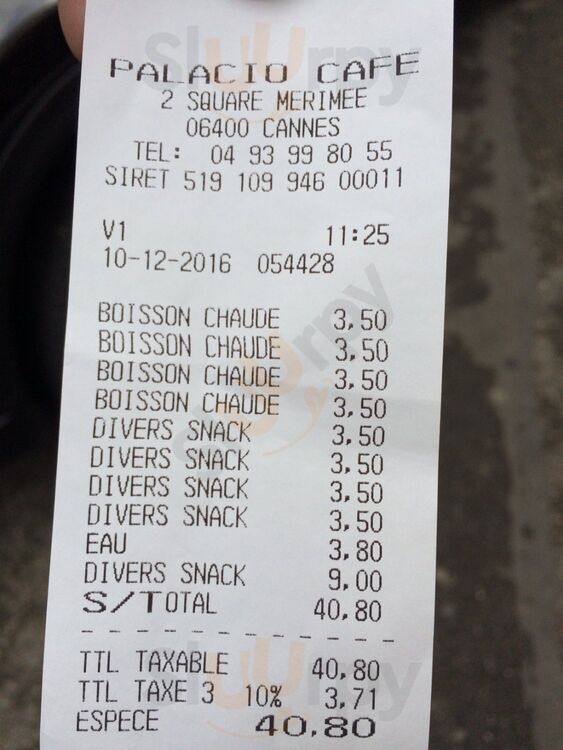 PALACIO CAFE
2 SQUARE MERIMEE
06400 CANNES
TEL: 04 93 99 80 55
SIRET 519 109 946 00011
V1 11:25
10-12-2016 054428
BOISSON CHAUDE 3,50
BOISSON CHAUDE 3,50
BOISSON CHAUDE 3,50
BOISSON CHAUDE 3,50
DIVERS SNACK 3,50
DIVERS SNACK 3,50
DIVERS SNACK 3,50
DIVERS SNACK 3,50
EAU 3,80
DIVERS SNACK 9,00
S/TOTAL 40,80
TTL TAXABLE 40,80
TTL TAXE 3 10% 3,71
ESPECE 40,80
Sluurpy
Sluurpy
Sluurpy